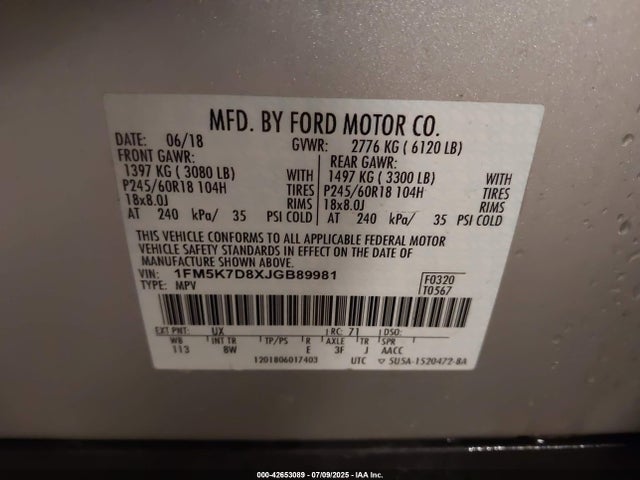 MFD. BY FORD MOTOR CO.
DATE: 06/18 GVWR: 2776 KG ( 6120 LB)
FRONT GAWR: REAR GAWR:
1397 KG ( 3080 LB) WITH 1497 KG ( 3300 LB) WITH
P245/60R18 104H TIRES P245/60R18 104H TIRES
18x8.0J RIMS 18x8.0J RIMS
AT 240 kPa/ 35 PSI COLD AT 240 kPa/ 35 PSI COLD
THIS VEHICLE CONFORMS TO ALL APPLICABLE FEDERAL MOTOR
VEHICLE SAFETY STANDARDS IN EFFECT ON THE DATE OF
MANUFACTURE SHOWN ABOVE.
VIN: 1FM5K7D8XJGB89981 F0320
TYPE: MPV T0567
EXT PNT: UX RC: 71 DSO:
WB INT TR TP/PS R AXLE TR SPR
113 8W E 3F J AACC
1201806017403 UTC ▽ 5U5A-1520472-BA
000-42653089 - 07/09/2025 - IAA Inc.